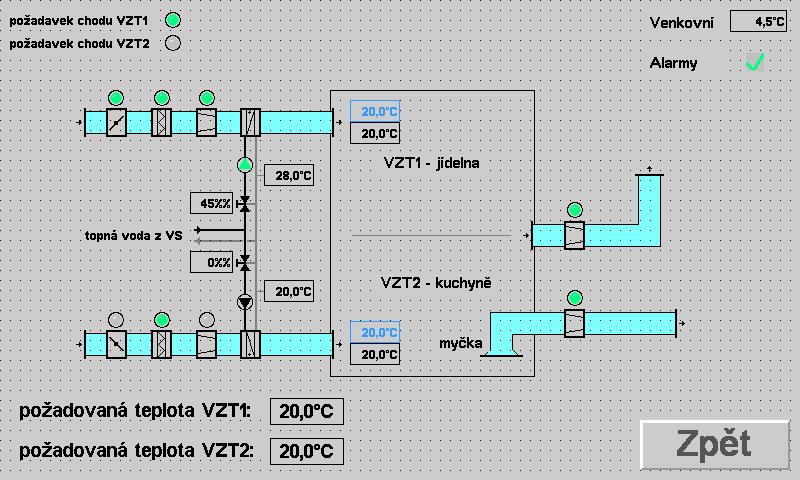 požadavek chodu VZT1
požadavek chodu VZT2
Venkovní 4,5°C
Alarmy
20,0°C
20,0°C
VZT1 - jídelna
28,0°C
45%%
topná voda z VS
0%%
VZT2 - kuchyně
20,0°C
20,0°C
20,0°C
myčka
požadovaná teplota VZT1: 20,0°C
požadovaná teplota VZT2: 20,0°C
Zpět